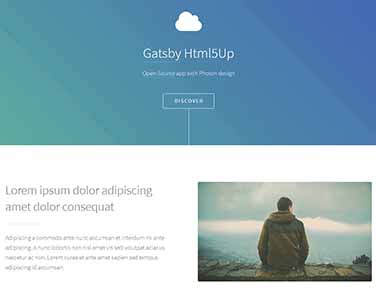 Gatsby Html5Up
Open Source app with Photon design
DISCOVER
Lorem ipsum dolor adipiscing
amet dolor consequat
Adipiscing a commodo ante nunc accumsan et interdum mi ante
adipiscing. A nunc lobortis non nisl amet vis sed volutpat aclacus
nascetur ac non. Lorem curae et ante amet sapien sed tempus
adipiscing id accumsan.